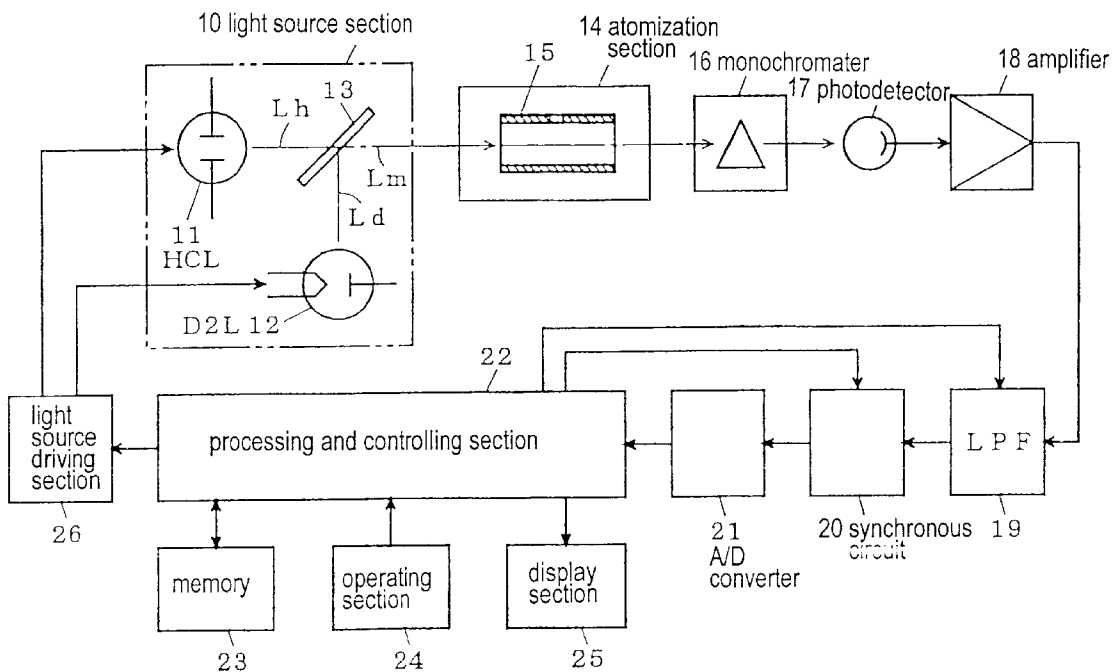 10 light source section
14 atomization
section
15
16 monochromater
17 photodetector
18 amplifier
13
Lh
Lm
Ld
11
HCL
D2L 12
22
light
source
driving
section
processing and controlling section
LPF
26
21
A/D
converter
20 synchronous
circuit
19
memory
operating
section
display
section
23
24
25